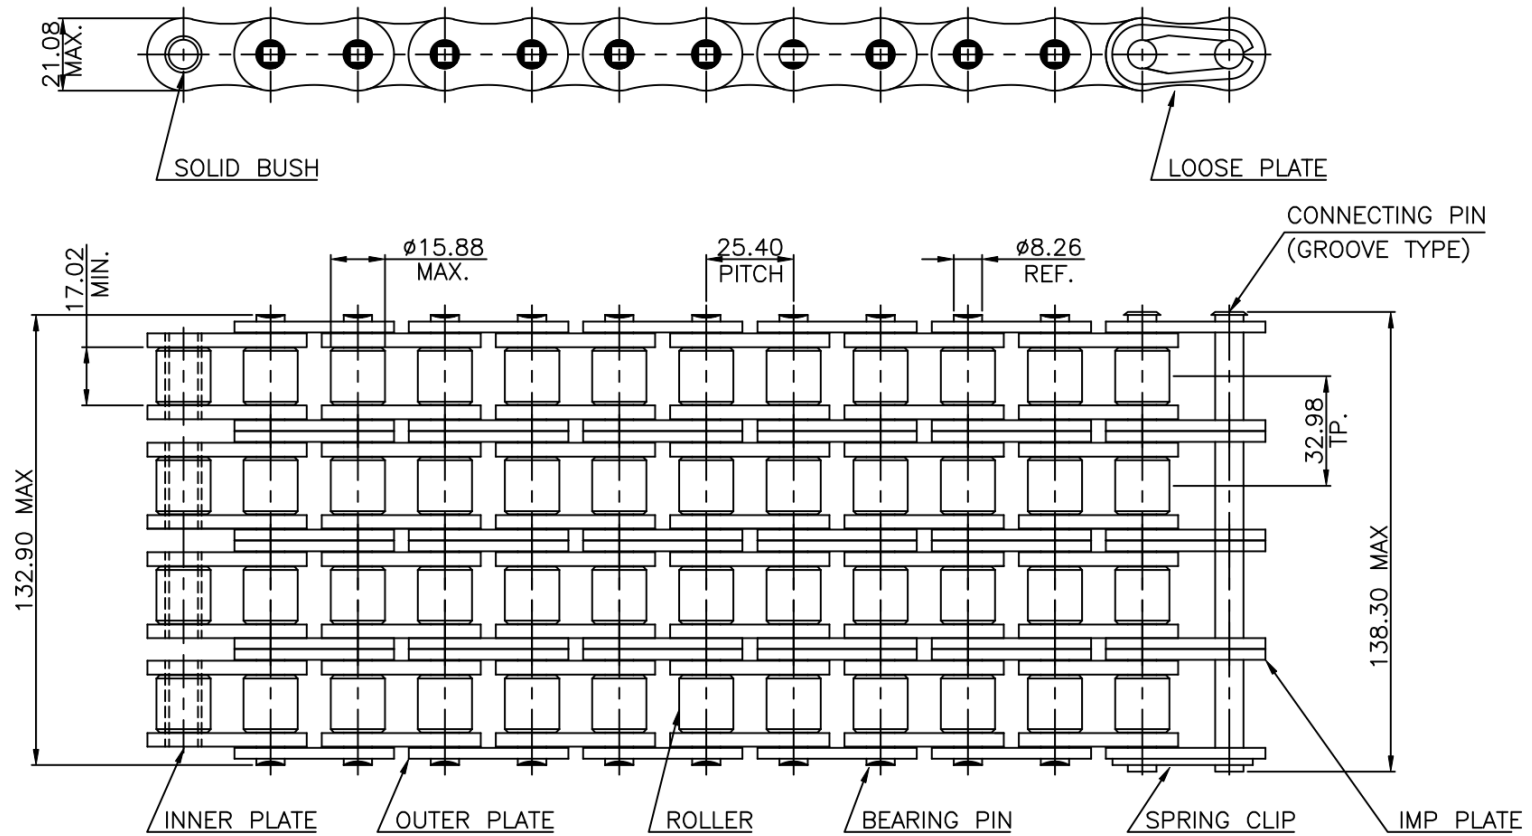 21.08
MAX.
SOLID BUSH
LOOSE PLATE
CONNECTING PIN
(GROOVE TYPE)
17.02
MIN.
ø15.88
MAX.
25.40
PITCH
ø8.26
REF.
32.98
TP.
132.90 MAX
138.30 MAX
INNER PLATE
OUTER PLATE
ROLLER
BEARING PIN
SPRING CLIP
IMP PLATE